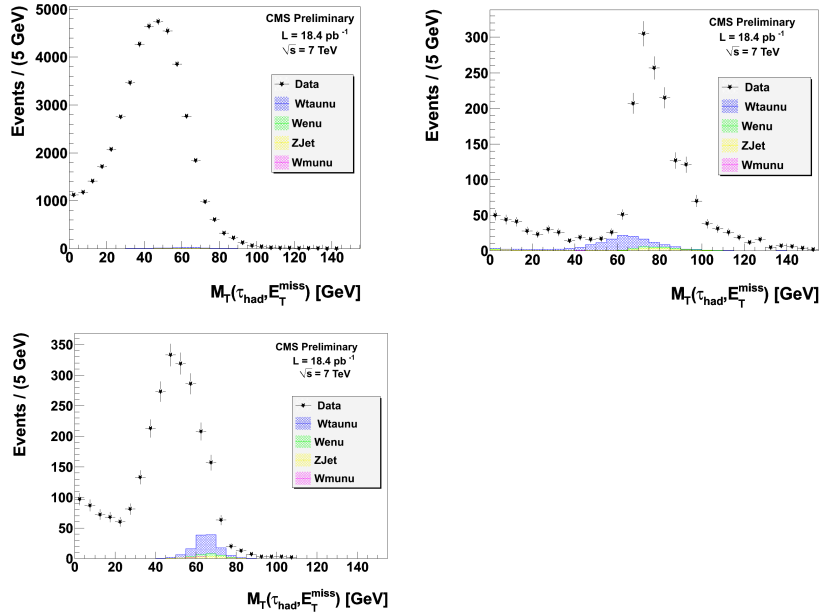 Events / (5 GeV)
5000
4000
3000
2000
1000
0
CMS Preliminary
L = 18.4 pb -1
√s = 7 TeV
Data
Wtaunu
Wenu
ZJet
Wmunu
0 20 40 60 80 100 120 140
M_T(τ_had,E_T^miss) [GeV]
Events / (5 GeV)
300
250
200
150
100
50
0
CMS Preliminary
L = 18.4 pb -1
√s = 7 TeV
Data
Wtaunu
Wenu
ZJet
Wmunu
0 20 40 60 80 100 120 140
M_T(τ_had,E_T^miss) [GeV]
Events / (5 GeV)
350
300
250
200
150
100
50
0
CMS Preliminary
L = 18.4 pb -1
√s = 7 TeV
Data
Wtaunu
Wenu
ZJet
Wmunu
0 20 40 60 80 100 120 140
M_T(τ_had,E_T^miss) [GeV]